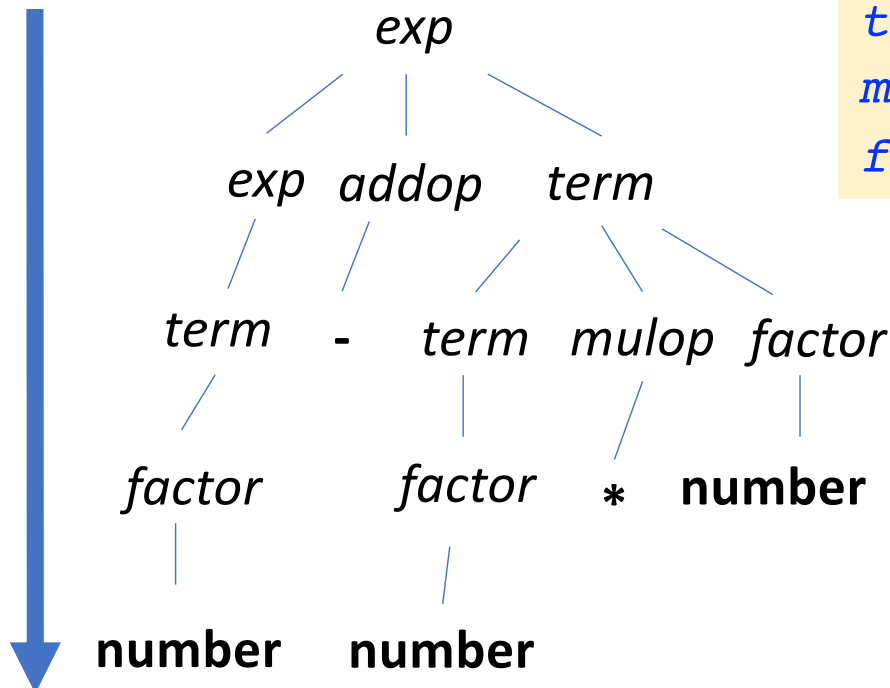 exp
t
m
f
exp addop term
term - term mulop factor
factor factor * number
number number